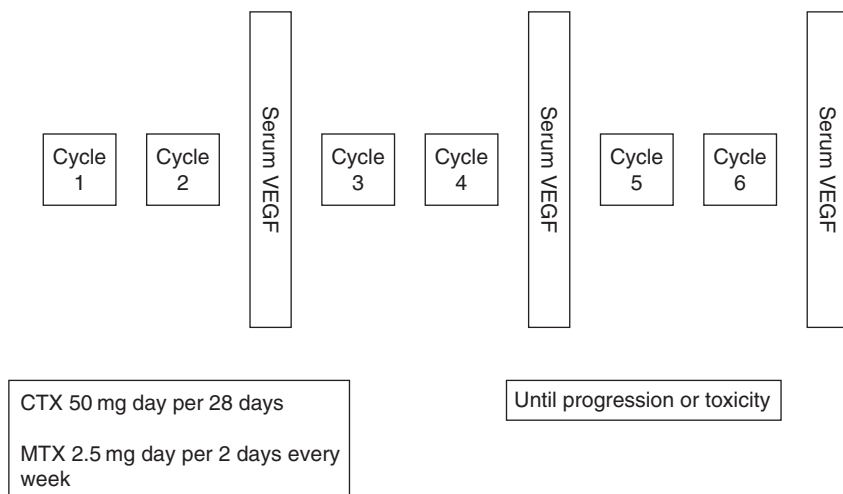 Cycle
1
Cycle
2
Serum VEGF
Cycle
3
Cycle
4
Serum VEGF
Cycle
5
Cycle
6
Serum VEGF
CTX 50 mg day per 28 days
MTX 2.5 mg day per 2 days every
week
Until progression or toxicity